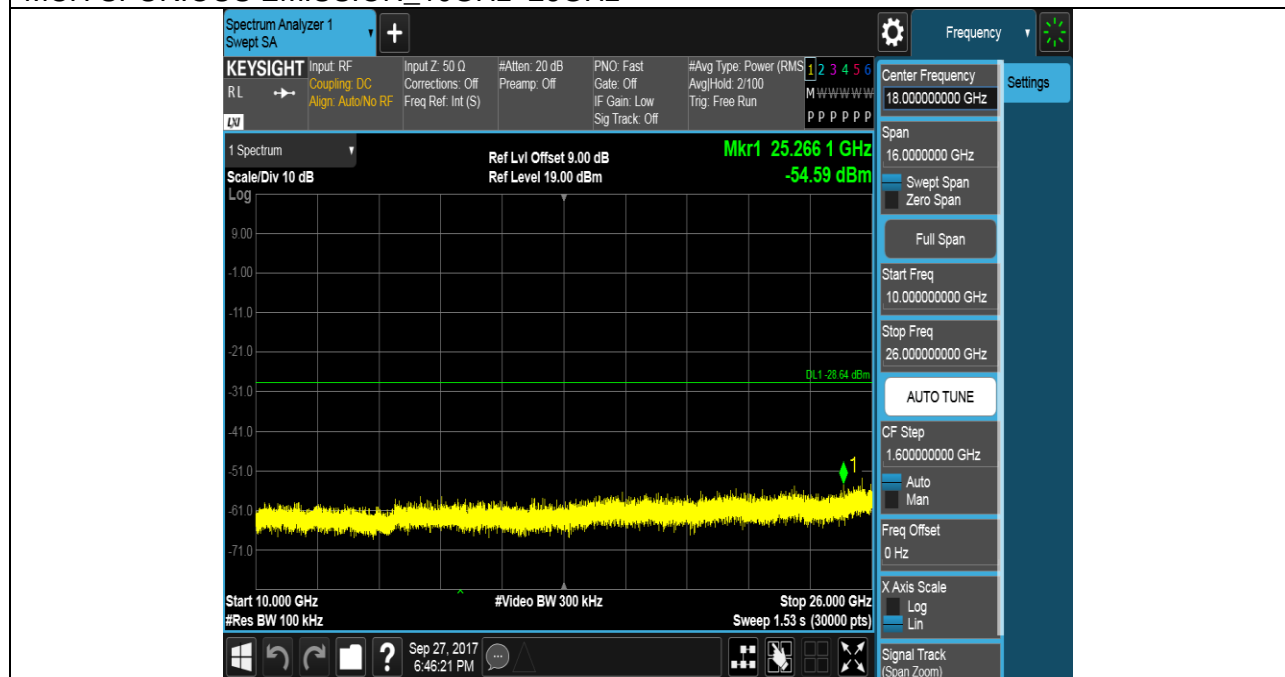 Spectrum Analyzer 1
Swept SA
Frequency
KEYSIGHT
RL
LXI
Input: RF
Coupling: DC
Align: Auto/No RF
Input Z: 50 Ω
Corrections: Off
Freq Ref: Int (S)
#Atten: 20 dB
Preamp: Off
PNO: Fast
Gate: Off
IF Gain: Low
Sig Track: Off
#Avg Type: Power (RMS
Avg|Hold: 2/100
Trig: Free Run
1 2 3 4 5 6
M W W W W W
P P P P P P
1 Spectrum
Scale/Div 10 dB
Log
Ref Lvl Offset 9.00 dB
Ref Level 19.00 dBm
Mkr1 25.266 1 GHz
-54.59 dBm
9.00
-1.00
-11.0
-21.0
DL1 -28.64 dBm
-31.0
-41.0
-51.0
1
-61.0
-71.0
Start 10.000 GHz
#Res BW 100 kHz
#Video BW 300 kHz
Stop 26.000 GHz
Sweep 1.53 s (30000 pts)
?
Sep 27, 2017
6:46:21 PM
Center Frequency
18.000000000 GHz
Settings
Span
16.0000000 GHz
Swept Span
Zero Span
Full Span
Start Freq
10.000000000 GHz
Stop Freq
26.000000000 GHz
AUTO TUNE
CF Step
1.600000000 GHz
Auto
Man
Freq Offset
0 Hz
X Axis Scale
Log
Lin
Signal Track
(Span Zoom)